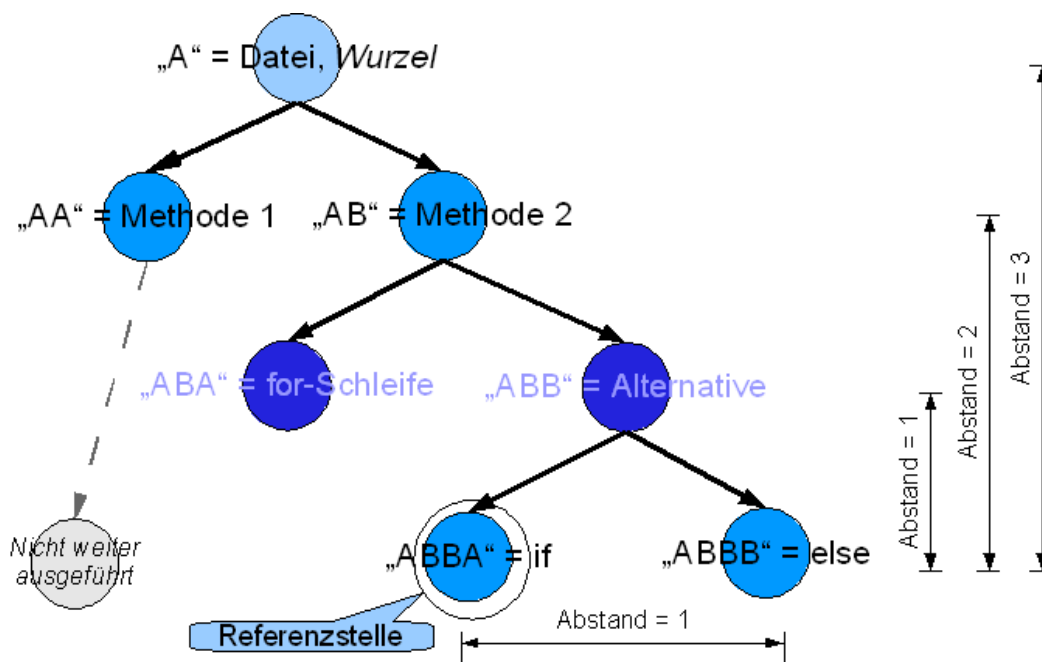 „A“ = Datei, Wurzel
„AA“ = Methode 1
„AB“ = Methode 2
„ABA“ = for-Schleife
„ABB“ = Alternative
Nicht weiter
ausgeführt
„ABBA“ = if
„ABBB“ = else
Referenzstelle
Abstand = 1
Abstand = 1
Abstand = 2
Abstand = 3